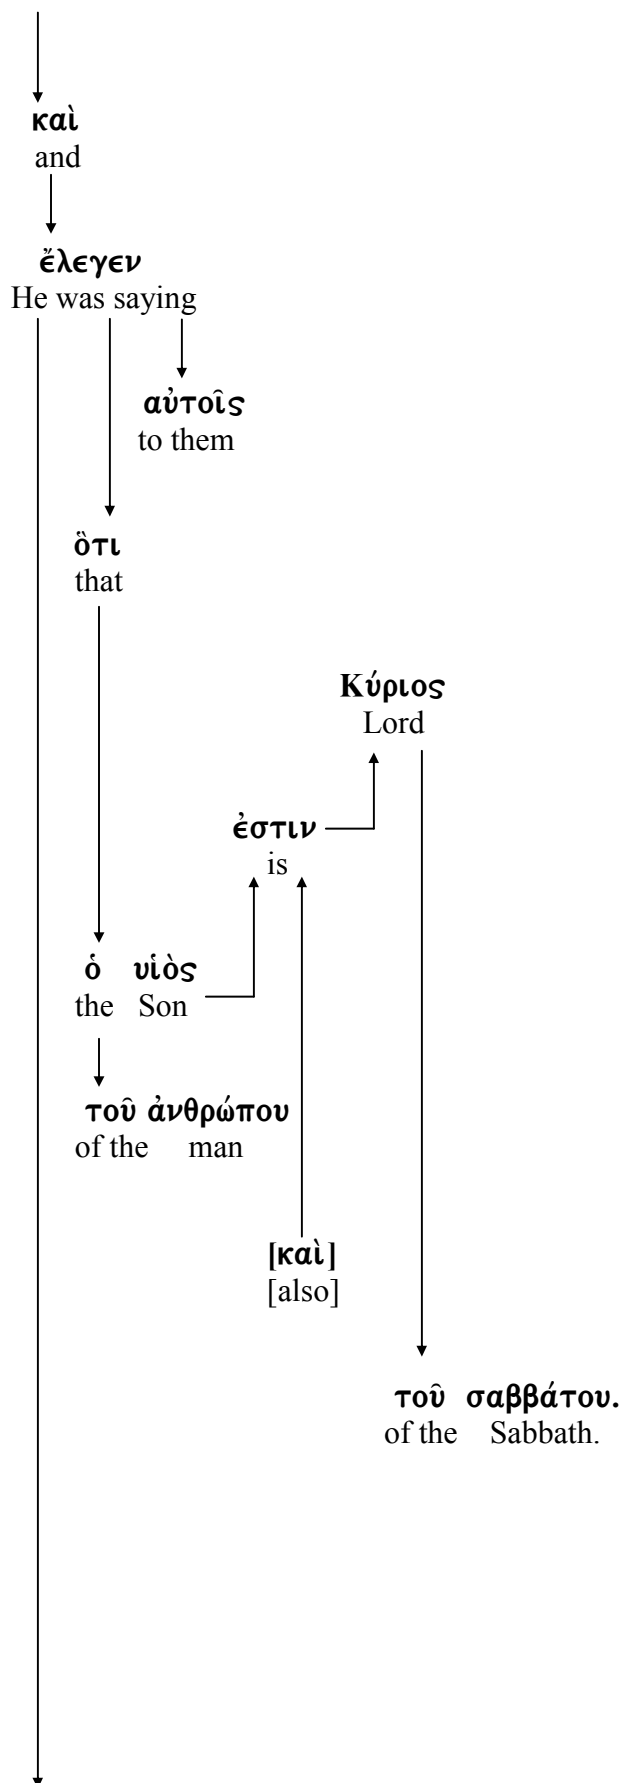 καὶ
and
ἔλεγεν
He was saying
αὐτοῖς
to them
ὃτι
that
Κύριος
Lord
ἐστιν
is
ὁ υἱὸς
the Son
τοῦ ἀνθρώπου
of the man
[καὶ]
[also]
τοῦ σαββάτου.
of the Sabbath.